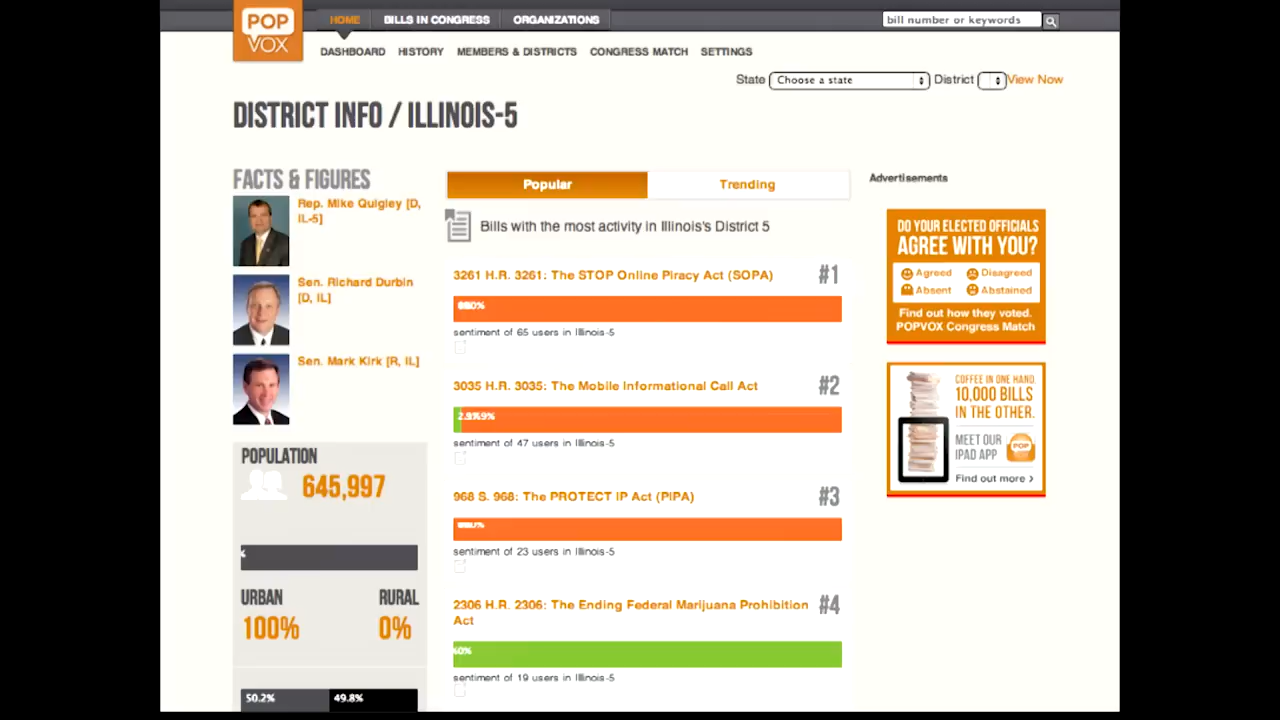 POP
VOX
HOME
BILLS IN CONGRESS
ORGANIZATIONS
bill number or keywords
DASHBOARD
HISTORY
MEMBERS & DISTRICTS
CONGRESS MATCH
SETTINGS
State
Choose a state
District
View Now
DISTRICT INFO / ILLINOIS-5
FACTS & FIGURES
Rep. Mike Quigley [D,
IL-5]
Sen. Richard Durbin
[D, IL]
Sen. Mark Kirk [R, IL]
POPULATION
645,997
URBAN
RURAL
100%
0%
50.2%
49.8%
Popular
Trending
Bills with the most activity in Illinois's District 5
3261 H.R. 3261: The STOP Online Piracy Act (SOPA)
#1
sentiment of 65 users in Illinois-5
3035 H.R. 3035: The Mobile Informational Call Act
#2
sentiment of 47 users in Illinois-5
968 S. 968: The PROTECT IP Act (PIPA)
#3
sentiment of 23 users in Illinois-5
2306 H.R. 2306: The Ending Federal Marijuana Prohibition
Act
#4
sentiment of 19 users in Illinois-5
Advertisements
DO YOUR ELECTED OFFICIALS
AGREE WITH YOU?
Agreed
Disagreed
Absent
Abstained
Find out how they voted.
POPVOX Congress Match
COFFEE IN ONE HAND.
10,000 BILLS
IN THE OTHER.
MEET OUR
IPAD APP
POP
Find out more >